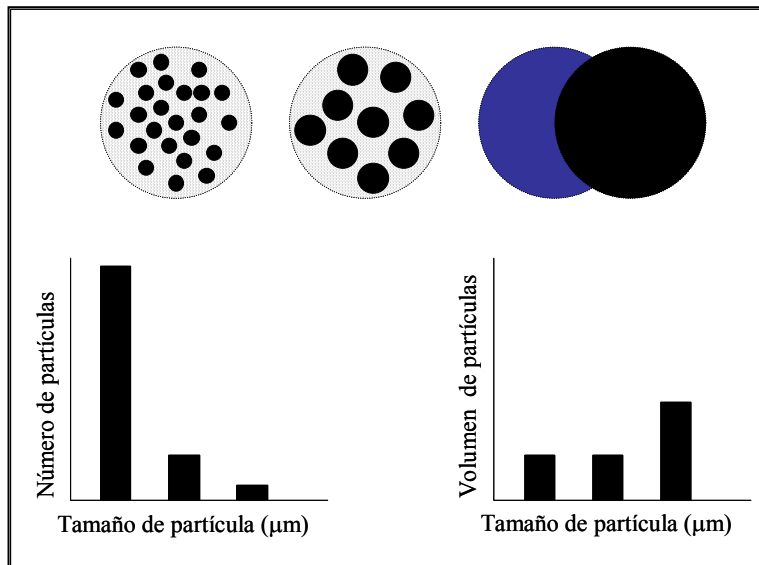 Número de partículas
Tamaño de partícula (μm)
Volumen de partículas
Tamaño de partícula (μm)